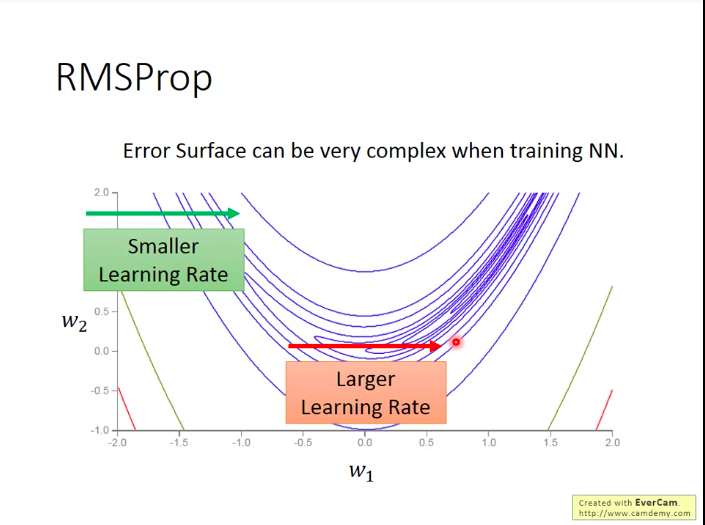 RMSProp
Error Surface can be very complex when training NN.
2.0
Smaller
Learning Rate
w₂
0.5
0.0
-0.5
-1.0
Larger
Learning Rate
-2.0 -1.5 -1.0 -0.5 0.0 0.5 1.0 1.5 2.0
w₁
Created with EverCam.
http://www.camdemy.com